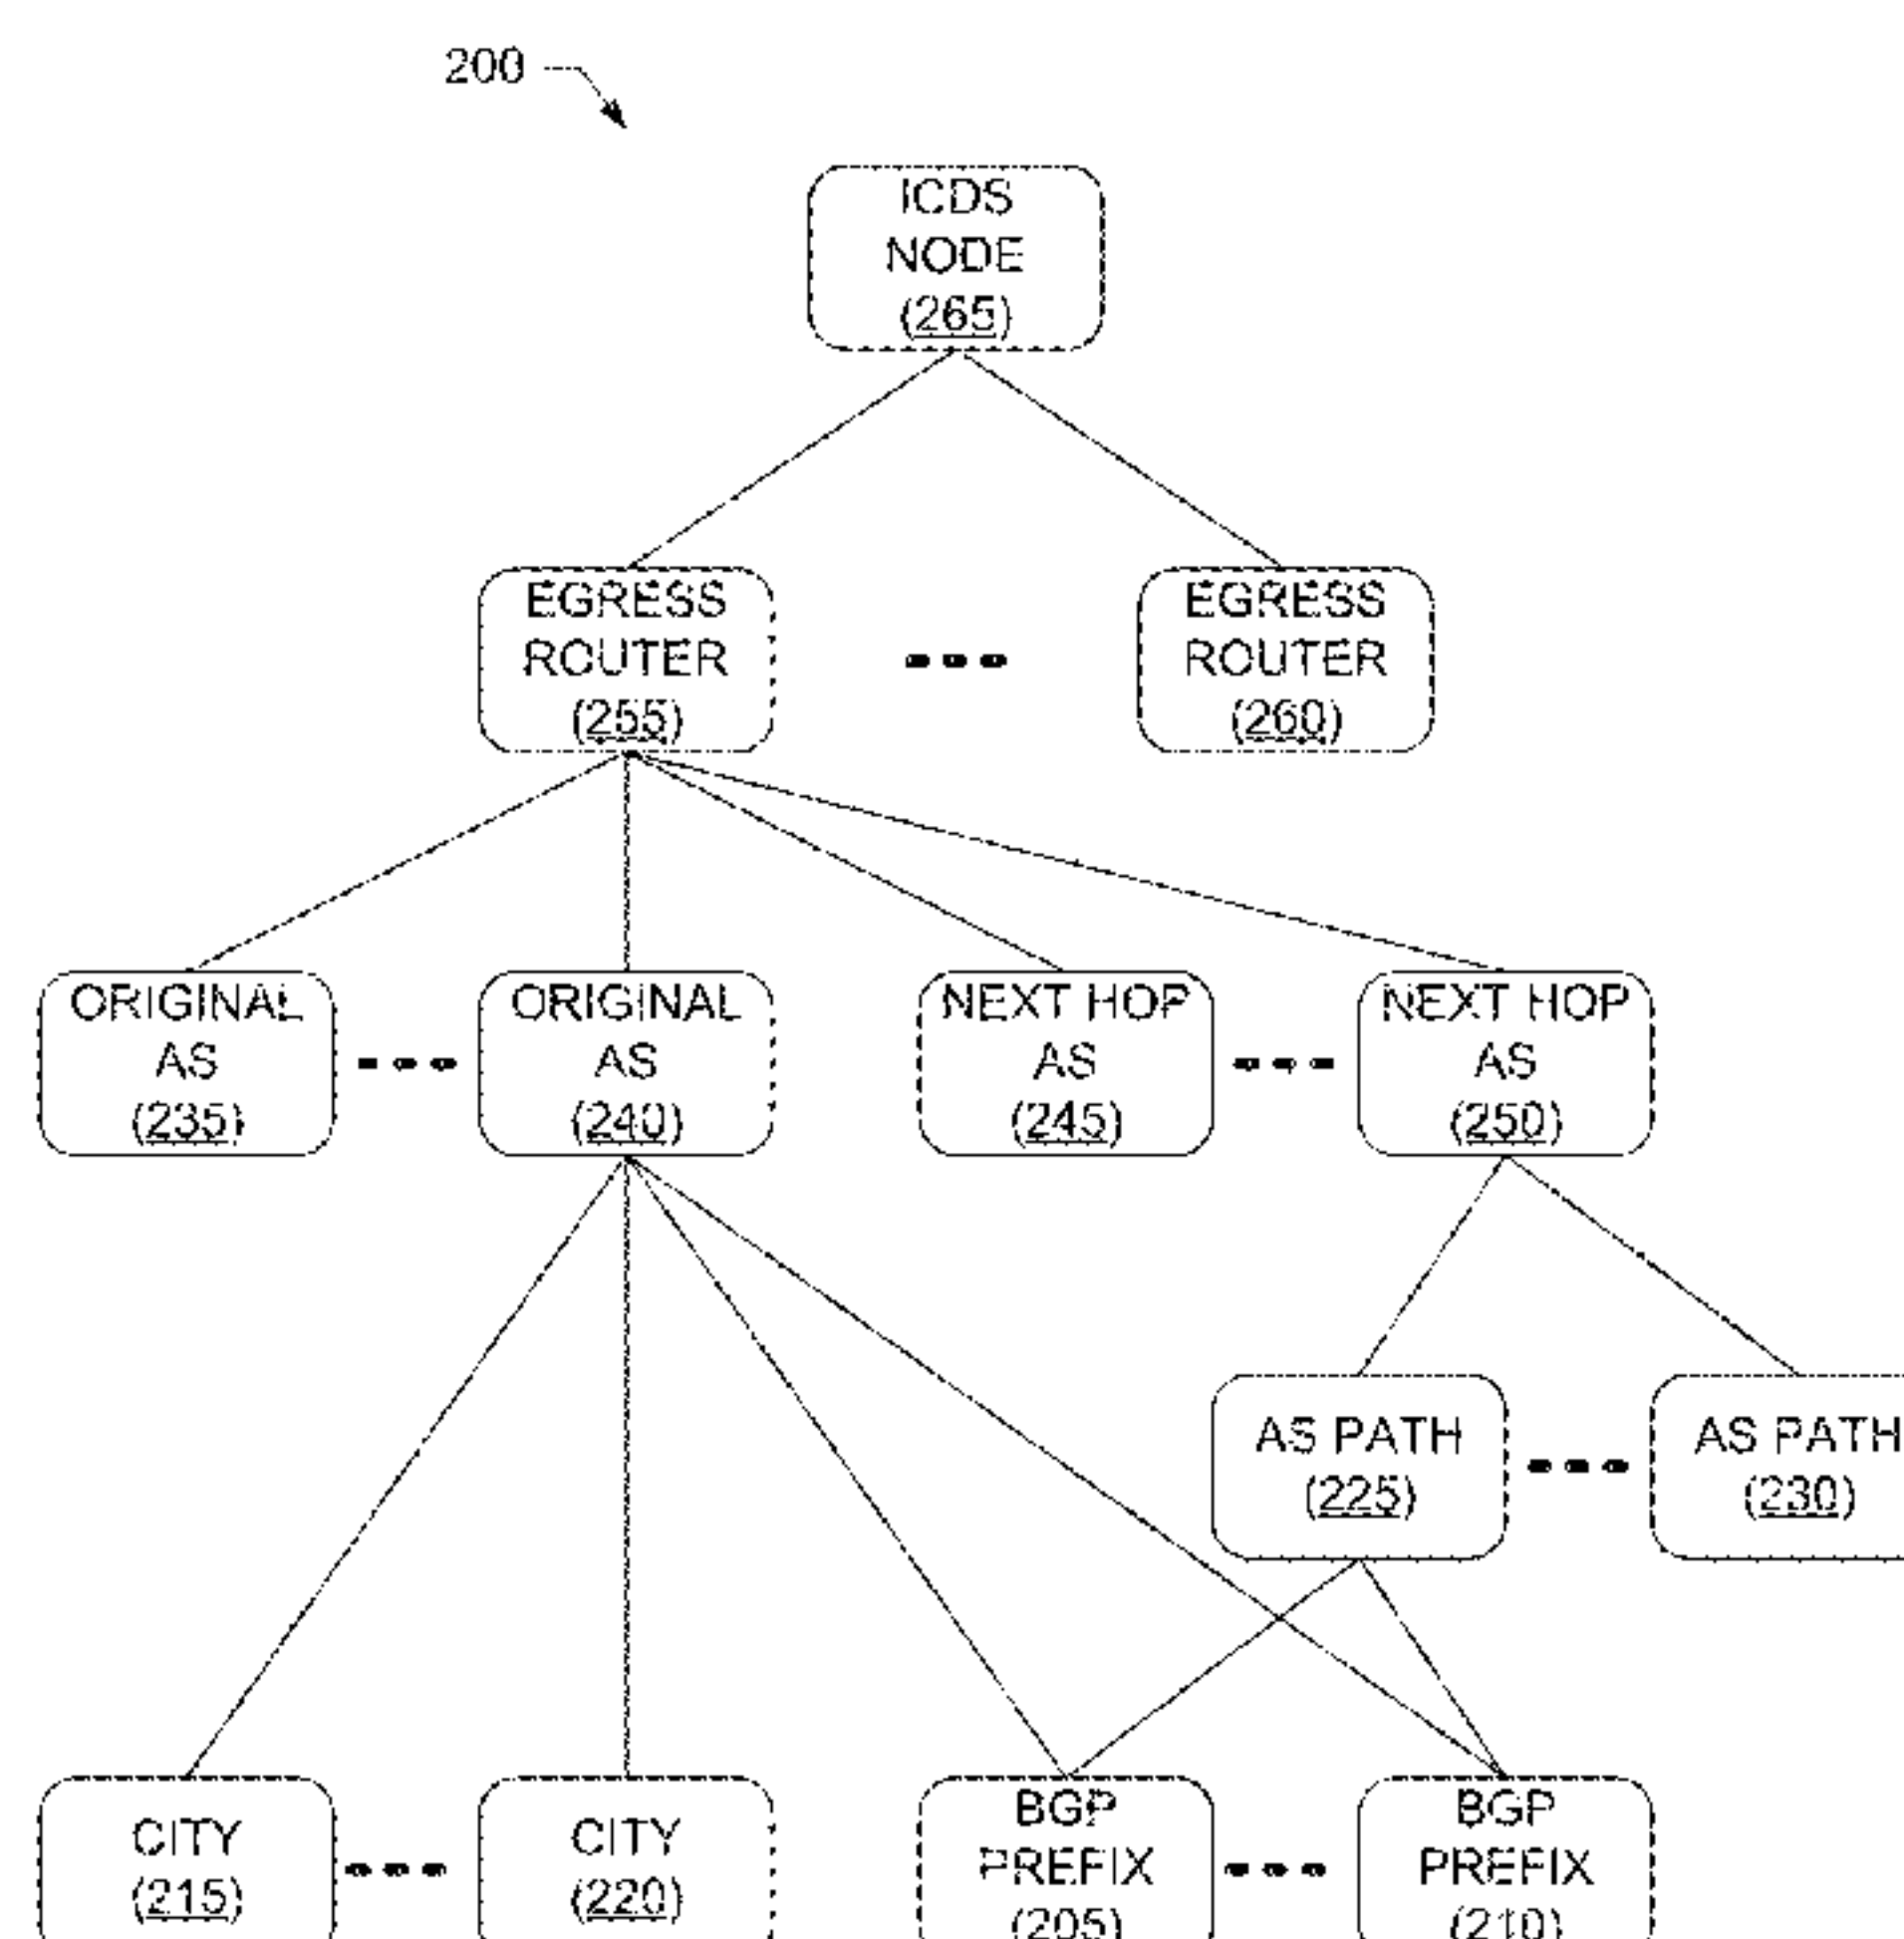 200
ICDS
NODE
(265)
EGRESS
ROUTER
(255)
EGRESS
ROUTER
(260)
ORIGINAL
AS
(235)
ORIGINAL
AS
(240)
NEXT HOP
AS
(245)
NEXT HOP
AS
(250)
AS PATH
(225)
AS PATH
(230)
CITY
(215)
CITY
(220)
BGP
PREFIX
(205)
BGP
PREFIX
(210)